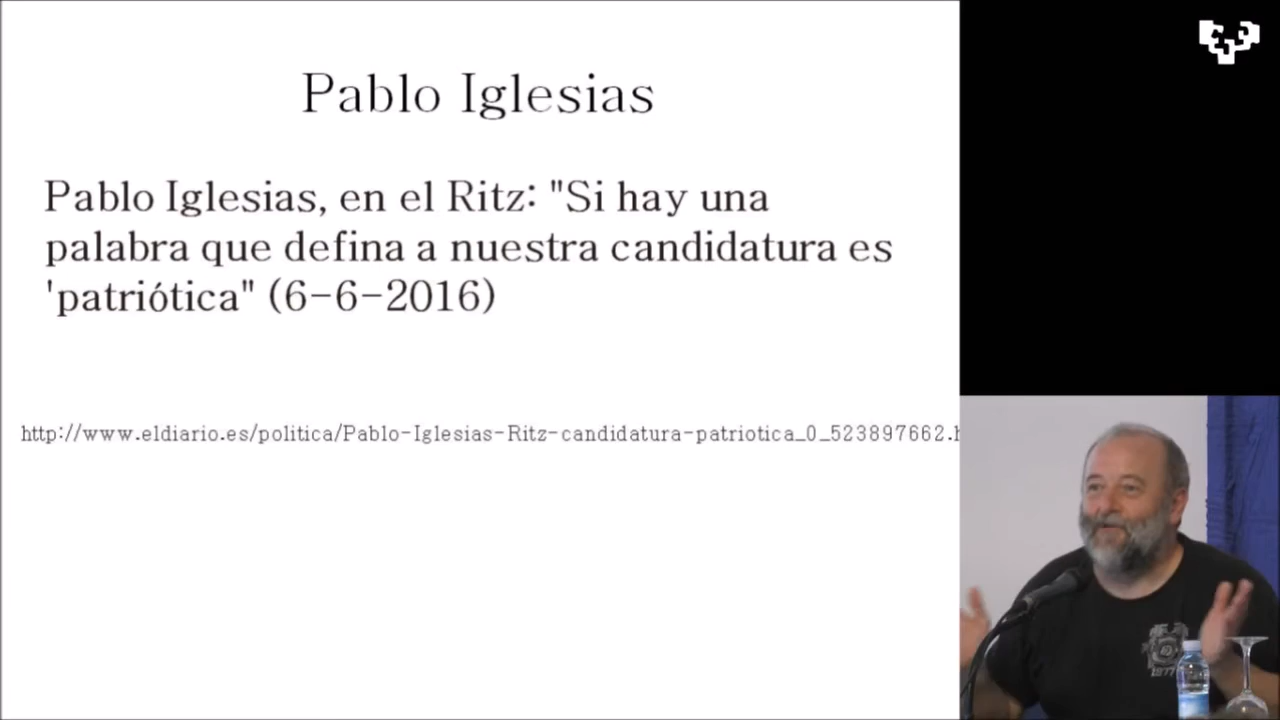 Pablo Iglesias
Pablo Iglesias, en el Ritz: "Si hay una
palabra que defina a nuestra candidatura es
'patriótica" (6-6-2016)
http://www.eldiario.es/politica/Pablo-Iglesias-Ritz-candidatura-patriotica_0_523897662.h
1977